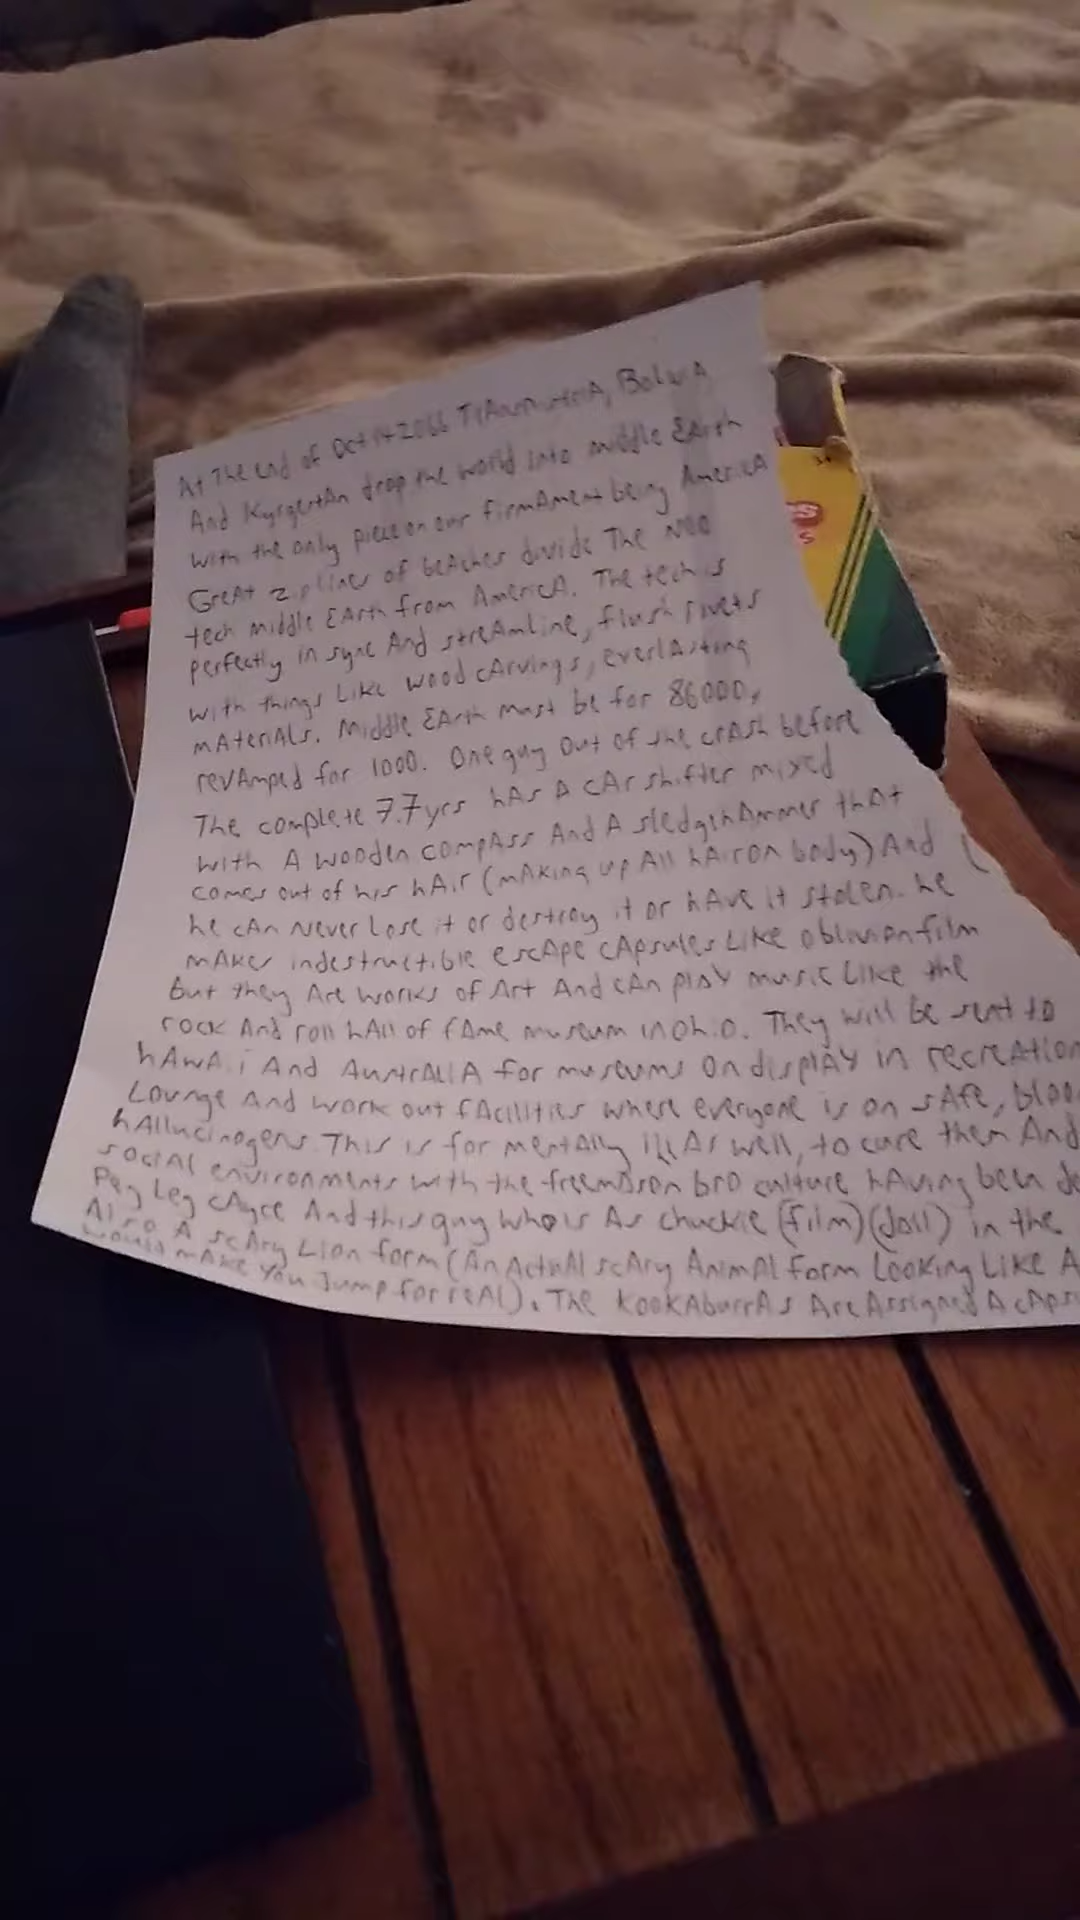 At The end of Oct 14 2066
And drop the world into middle EArth
with the only piece on our firmAment being AmericA
GreAt ziplines of beAches divide The Neo
tech middle EArth from AmericA. The tech is
perfectly in sync And streAmline, flush rivets
with things Like wood cArvings, everlAsting
mAteriAls. Middle EArth must be for 86000,
revAmped for 1000. One guy Out of the crAsh before
The complete 7.7yrs hAs A cAr shifter mixed
with A wooden compAss And A sledgehAmmer thAt
comes out of his hAir (mAking up All hAir on body) And
he cAn Never Lose it or destroy it or hAve it stolen. he
mAkes indestructible escApe cApsules Like oblivion film
but they Are works of Art And cAn plAy music Like the
rock And roll hAll of fAme museum in Ohio. They will be sent to
hAwAii And AustrAliA for museums On displAy in recreAtion
Lounge And work out fAcilities where everyone is on sAfe,
hAllucinogens. This is for mentAlly ill As well, to cure them And
sociAl environments with the freemAson bro culture hAving been
Peg Leg cAyce And this guy who is As chuckie (film) (doll) in the
Also A scAry Lion form (An ActuAl scAry AnimAl form Looking Like A
would mAke you Jump for reAl). The KookAburrAs Are Assigned A